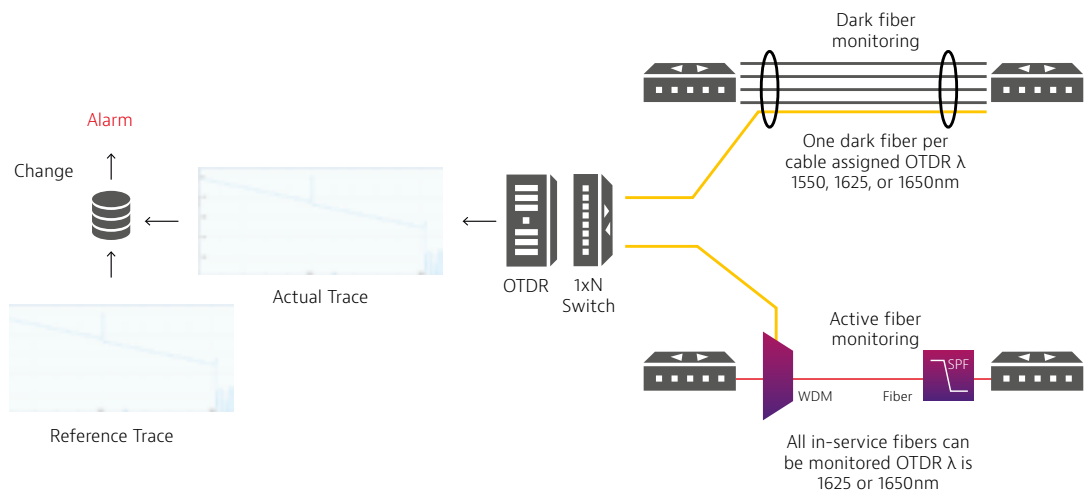 Dark fiber
monitoring
Alarm
Change
One dark fiber per
cable assigned OTDR λ
1550, 1625, or 1650nm
OTDR
1xN
Switch
Actual Trace
Active fiber
monitoring
SPF
WDM
Fiber
Reference Trace
All in-service fibers can
be monitored OTDR λ is
1625 or 1650nm